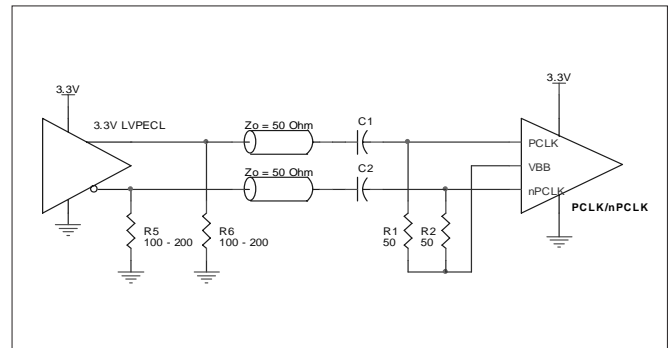 3.3V
3.3V LVPECL
Zo = 50 Ohm
C1
Zo = 50 Ohm
C2
R5
100 - 200
R6
100 - 200
R1
50
R2
50
3.3V
PCLK
VBB
nPCLK
PCLK/nPCLK